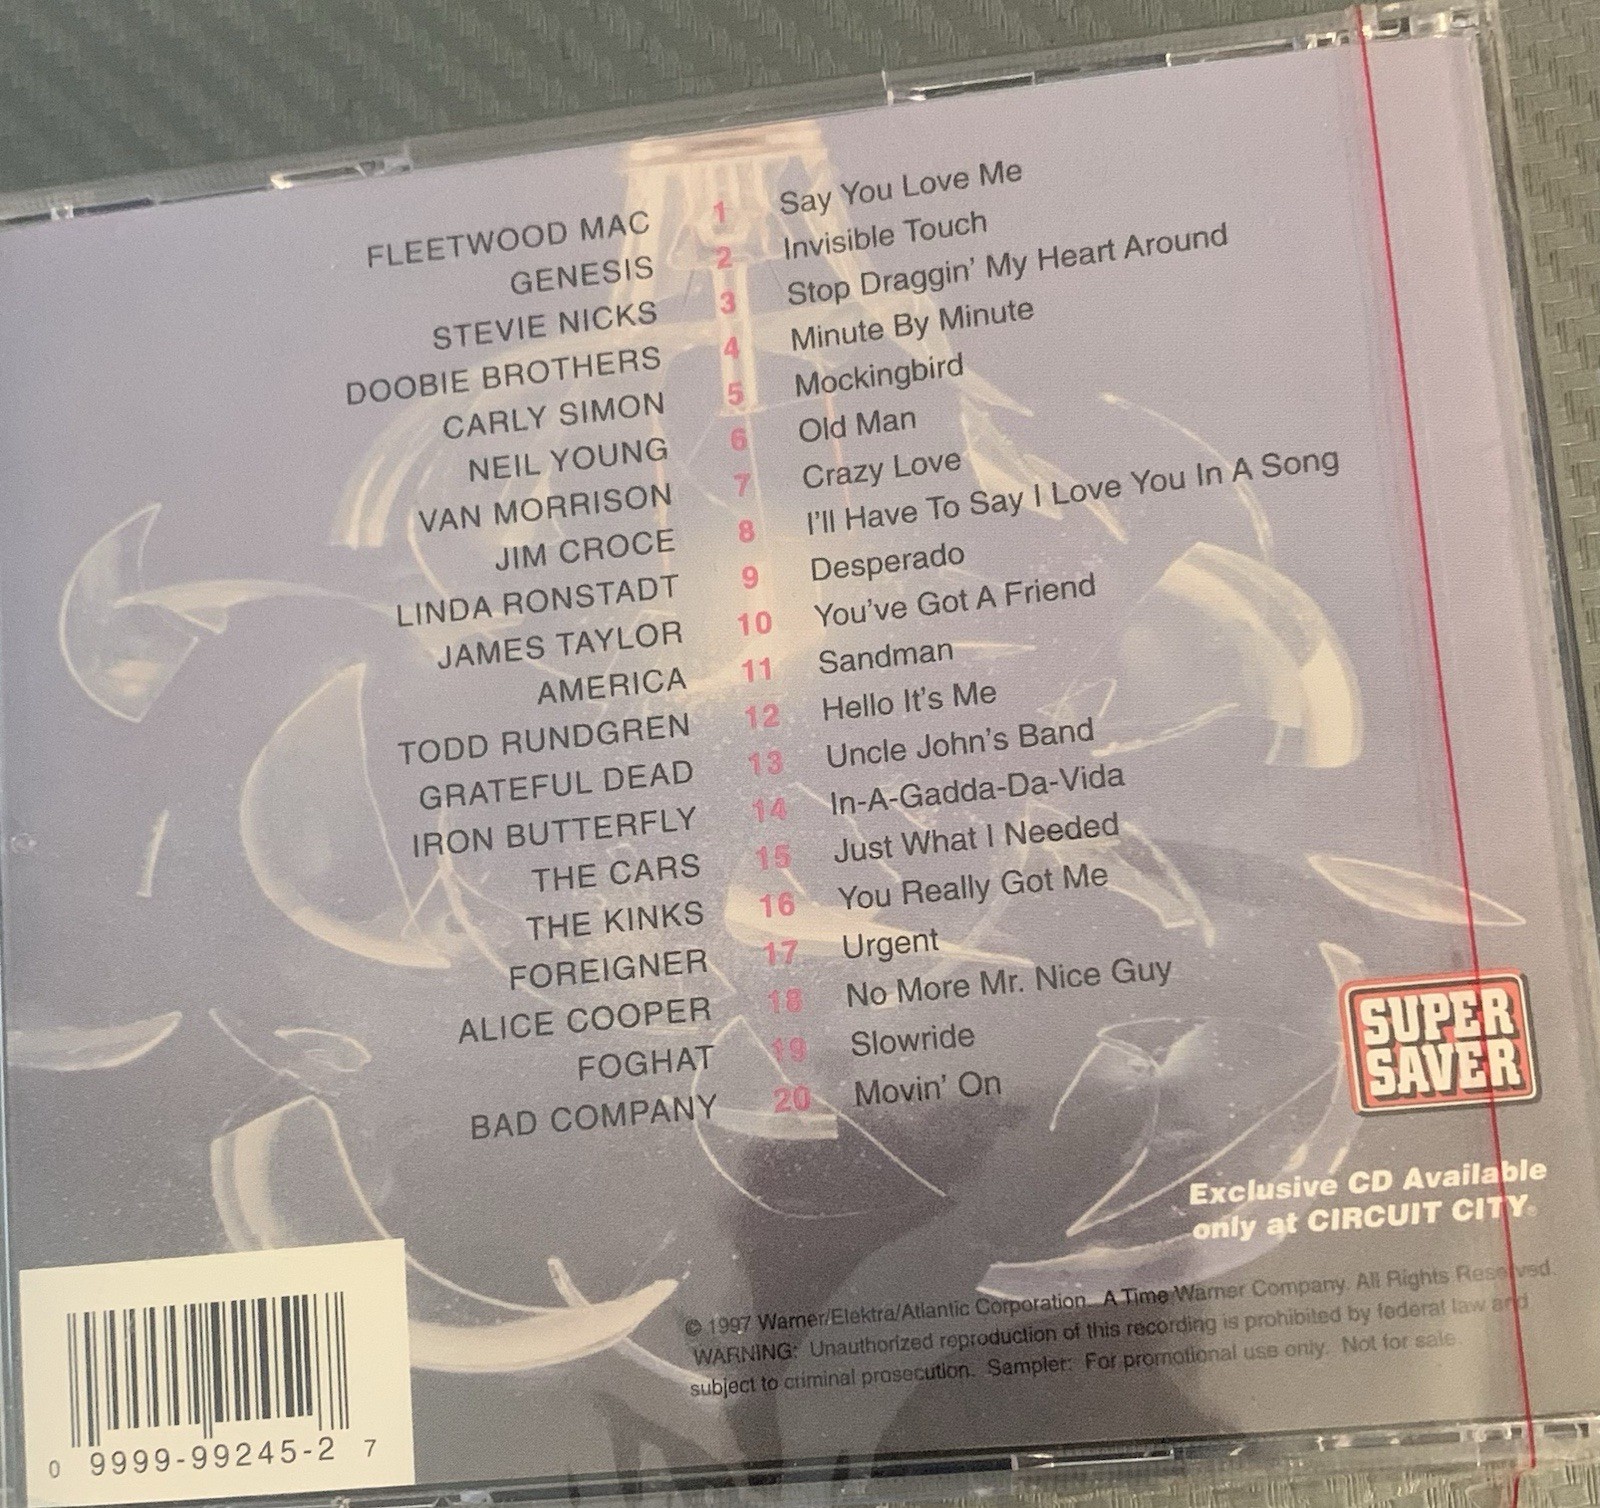 FLEETWOOD MAC 1 Say You Love Me
GENESIS 2 Invisible Touch
STEVIE NICKS 3 Stop Draggin' My Heart Around
DOOBIE BROTHERS 4 Minute By Minute
CARLY SIMON 5 Mockingbird
NEIL YOUNG 6 Old Man
VAN MORRISON 7 Crazy Love
JIM CROCE 8 I'll Have To Say I Love You In A Song
LINDA RONSTADT 9 Desperado
JAMES TAYLOR 10 You've Got A Friend
AMERICA 11 Sandman
TODD RUNDGREN 12 Hello It's Me
GRATEFUL DEAD 13 Uncle John's Band
IRON BUTTERFLY 14 In-A-Gadda-Da-Vida
THE CARS 15 Just What I Needed
THE KINKS 16 You Really Got Me
FOREIGNER 17 Urgent
ALICE COOPER 18 No More Mr. Nice Guy
FOGHAT 19 Slowride
BAD COMPANY 20 Movin' On
SUPER
SAVER
Exclusive CD Available
only at CIRCUIT CITY®
© 1997 Warner/Elektra/Atlantic Corporation. A Time Warner Company. All Rights Reserved.
WARNING: Unauthorized reproduction of this recording is prohibited by federal law and
subject to criminal prosecution. Sampler: For promotional use only. Not for sale.
0 9999-99245-2 7